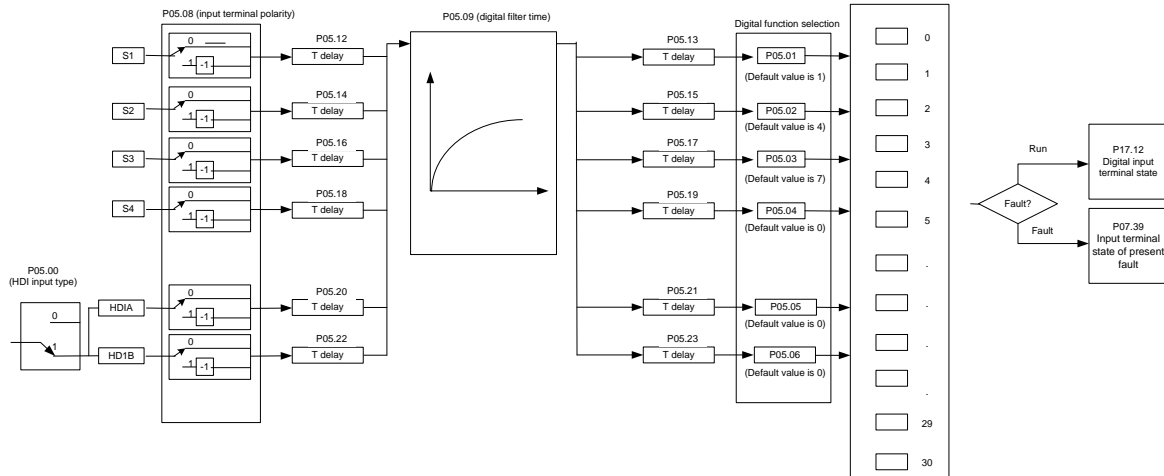 P05.08 (input terminal polarity)
P05.09 (digital filter time)
Digital function selection
S1
0
1
-1
P05.12
T delay
P05.13
T delay
P05.01
(Default value is 1)
S2
0
1
-1
P05.14
T delay
P05.15
T delay
P05.02
(Default value is 4)
S3
0
1
-1
P05.16
T delay
P05.17
T delay
P05.03
(Default value is 7)
S4
0
1
-1
P05.18
T delay
P05.19
T delay
P05.04
(Default value is 0)
P05.00
(HDI input type)
0
1
HDIA
0
1
-1
P05.20
T delay
P05.21
T delay
P05.05
(Default value is 0)
HD1B
0
1
-1
P05.22
T delay
P05.23
T delay
P05.06
(Default value is 0)
0
1
2
3
4
5
.
.
.
.
29
30
Fault?
Run
Fault
P17.12
Digital input
terminal state
P07.39
Input terminal
state of present
fault